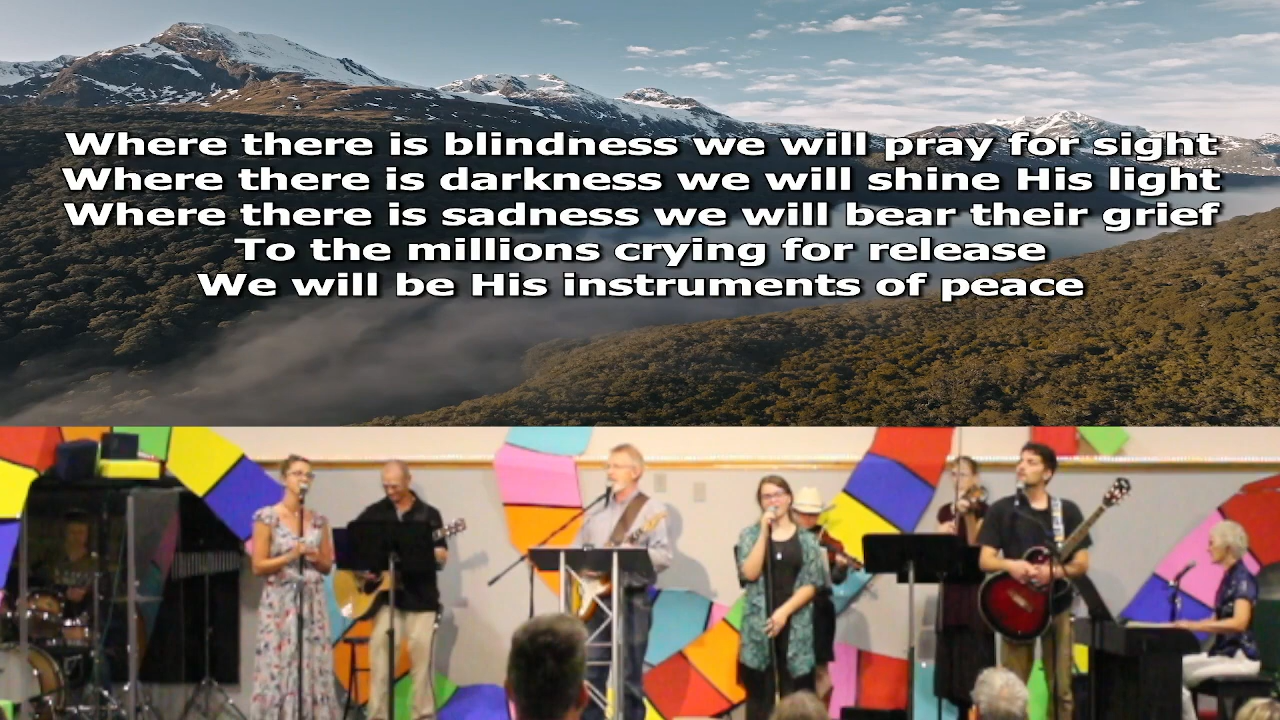 Where there is blindness we will pray for sight
Where there is darkness we will shine His light
Where there is sadness we will bear their grief
To the millions crying for release
We will be His instruments of peace